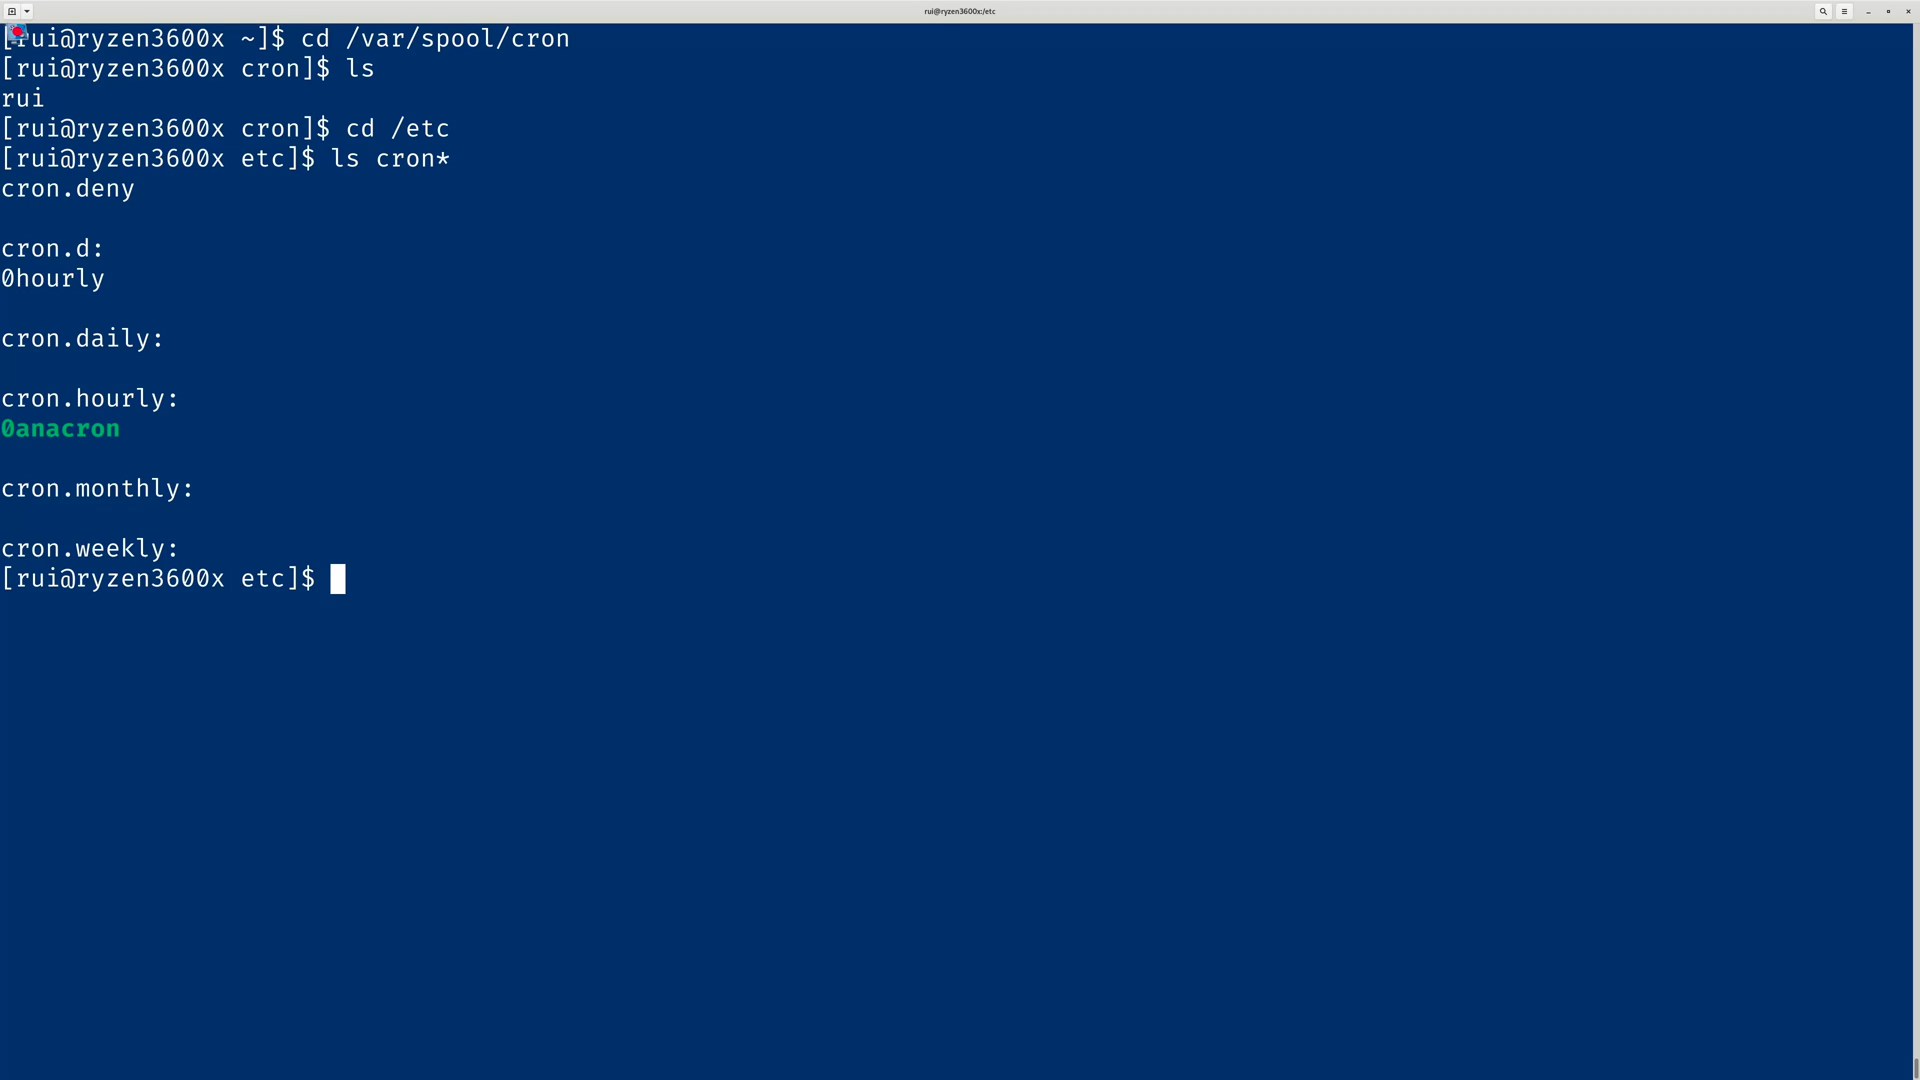 rui@ryzen3600x:/etc
[rui@ryzen3600x ~]$ cd /var/spool/cron
[rui@ryzen3600x cron]$ ls
rui
[rui@ryzen3600x cron]$ cd /etc
[rui@ryzen3600x etc]$ ls cron*
cron.deny
cron.d:
0hourly
cron.daily:
cron.hourly:
0anacron
cron.monthly:
cron.weekly:
[rui@ryzen3600x etc]$